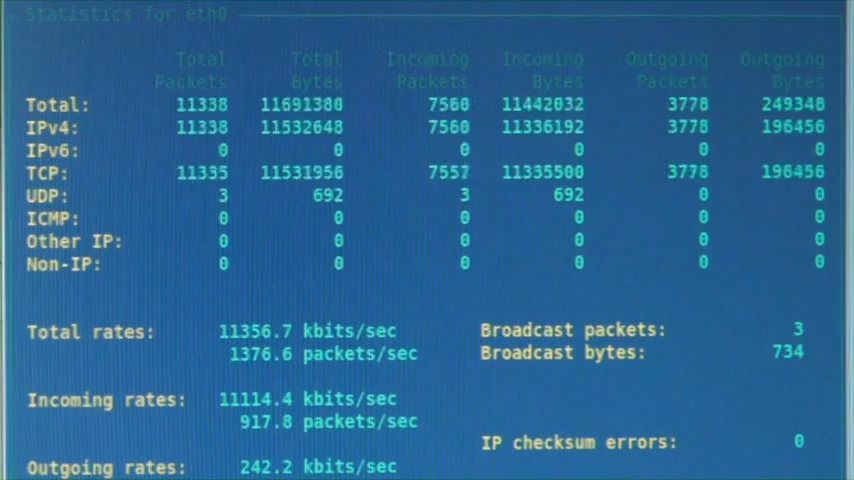 Statistics for eth0
Total Total Incoming Incoming Outgoing Outgoing
Packets Bytes Packets Bytes Packets Bytes
Total: 11338 11691380 7560 11442032 3778 249348
IPv4: 11338 11532648 7560 11336192 3778 196456
IPv6: 0 0 0 0 0 0
TCP: 11335 11531956 7557 11335500 3778 196456
UDP: 3 692 3 692 0 0
ICMP: 0 0 0 0 0 0
Other IP: 0 0 0 0 0 0
Non-IP: 0 0 0 0 0 0
Total rates: 11356.7 kbits/sec Broadcast packets: 3
1376.6 packets/sec Broadcast bytes: 734
Incoming rates: 11114.4 kbits/sec
917.8 packets/sec
IP checksum errors: 0
Outgoing rates: 242.2 kbits/sec